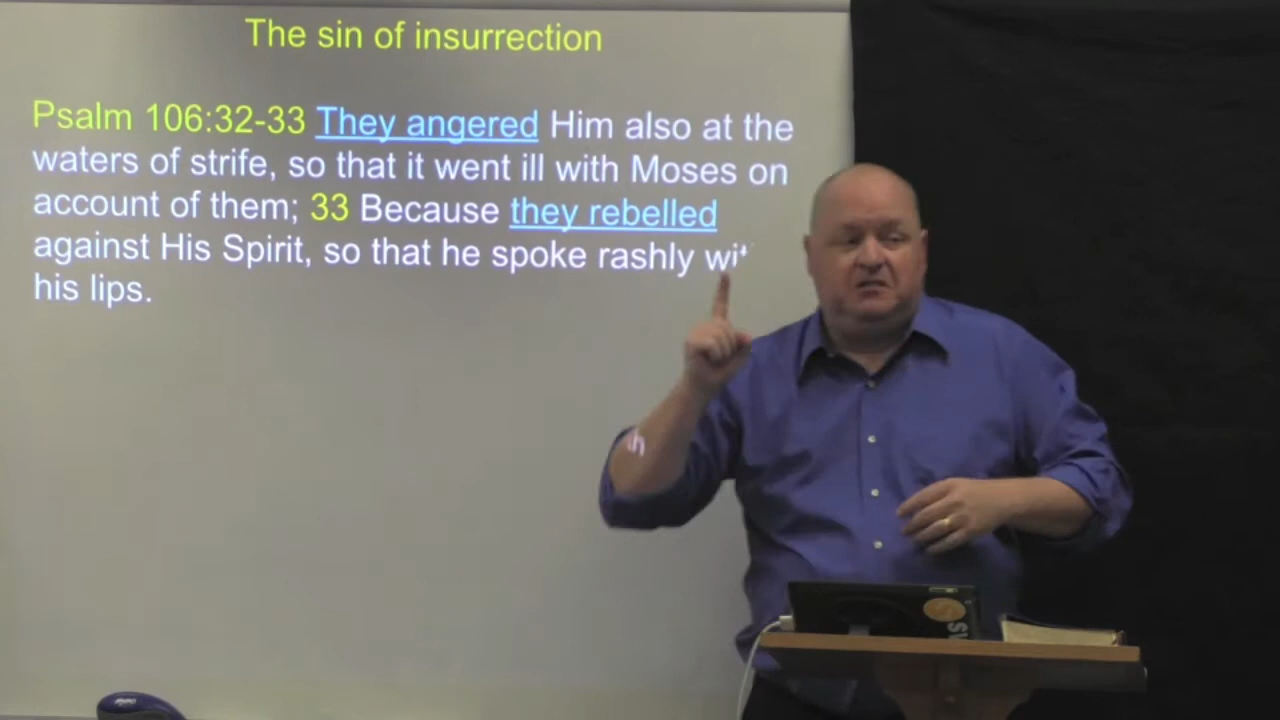 The sin of insurrection
Psalm 106:32-33 They angered Him also at the
waters of strife, so that it went ill with Moses on
account of them; 33 Because they rebelled
against His Spirit, so that he spoke rashly
his lips.